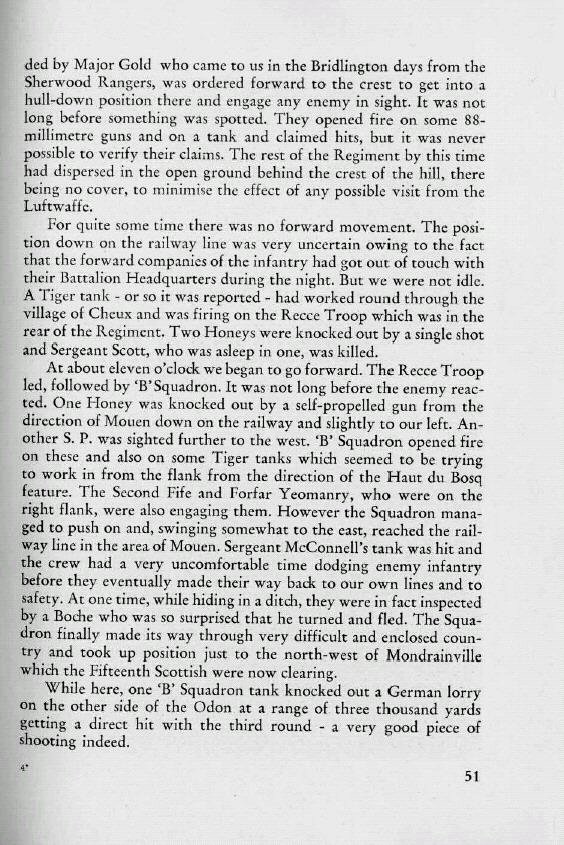 ded by Major Gold who came to us in the Bridlington days from the
Sherwood Rangers, was ordered forward to the crest to get into a
hull-down position there and engage any enemy in sight. It was not
long before something was spotted. They opened fire on some 88-
millimetre guns and on a tank and claimed hits, but it was never
possible to verify their claims. The rest of the Regiment by this time
had dispersed in the open ground behind the crest of the hill, there
being no cover, to minimise the effect of any possible visit from the
Luftwaffe.
For quite some time there was no forward movement. The posi-
tion down on the railway line was very uncertain owing to the fact
that the forward companies of the infantry had got out of touch with
their Battalion Headquarters during the night. But we were not idle.
A Tiger tank - or so it was reported - had worked round through the
village of Cheux and was firing on the Recce Troop which was in the
rear of the Regiment. Two Honeys were knocked out by a single shot
and Sergeant Scott, who was asleep in one, was killed.
At about eleven o'clock we began to go forward. The Recce Troop
led, followed by 'B' Squadron. It was not long before the enemy reac-
ted. One Honey was knocked out by a self-propelled gun from the
direction of Mouen down on the railway and slightly to our left. An-
other S. P. was sighted further to the west. 'B' Squadron opened fire
on these and also on some Tiger tanks which seemed to be trying
to work in from the flank from the direction of the Haut du Bosq
feature. The Second Fife and Forfar Yeomanry, who were on the
right flank, were also engaging them. However the Squadron mana-
ged to push on and, swinging somewhat to the east, reached the rail-
way line in the area of Mouen. Sergeant McConnell's tank was hit and
the crew had a very uncomfortable time dodging enemy infantry
before they eventually made their way back to our own lines and to
safety. At one time, while hiding in a ditch, they were in fact inspected
by a Boche who was so surprised that he turned and fled. The Squa-
dron finally made its way through very difficult and enclosed coun-
try and took up position just to the north-west of Mondrainville
which the Fifteenth Scottish were now clearing.
While here, one 'B' Squadron tank knocked out a German lorry
on the other side of the Odon at a range of three thousand yards
getting a direct hit with the third round - a very good piece of
shooting indeed.
4*
51